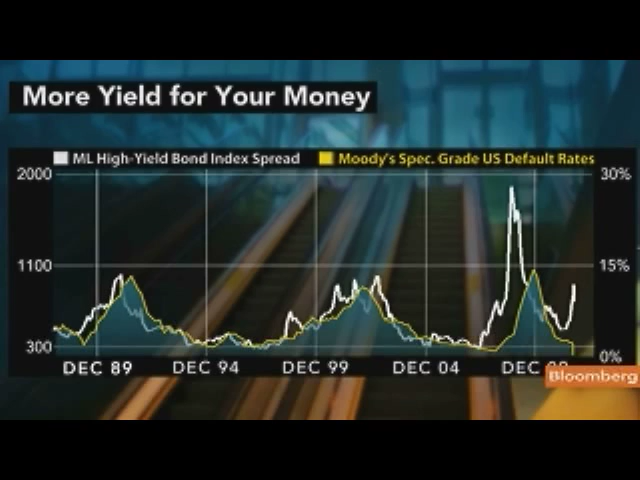 More Yield for Your Money
ML High-Yield Bond Index Spread Moody's Spec. Grade US Default Rates
2000 30%
1100 15%
300 0%
DEC 89 DEC 94 DEC 99 DEC 04 DEC
Bloomberg